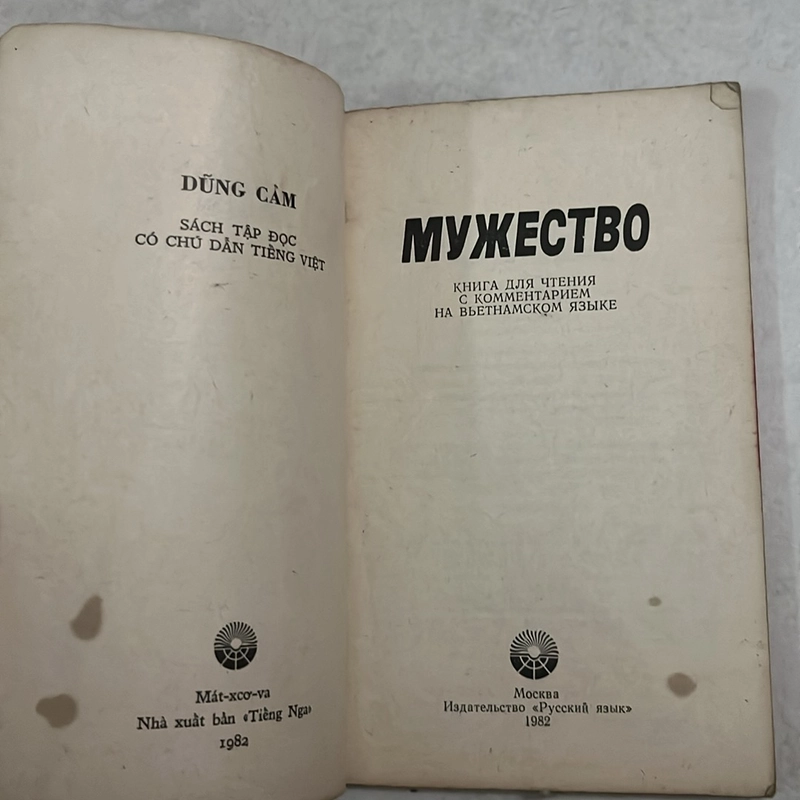 DŨNG CẢM
SÁCH TẬP ĐỌC
CÓ CHÚ DẪN TIẾNG VIỆT
Mát-xcơ-va
Nhà xuất bản «Tiếng Nga»
1982
МУЖЕСТВО
КНИГА ДЛЯ ЧТЕНИЯ
С КОММЕНТАРИЕМ
НА ВЬЕТНАМСКОМ ЯЗЫКЕ
Москва
Издательство «Русский язык»
1982